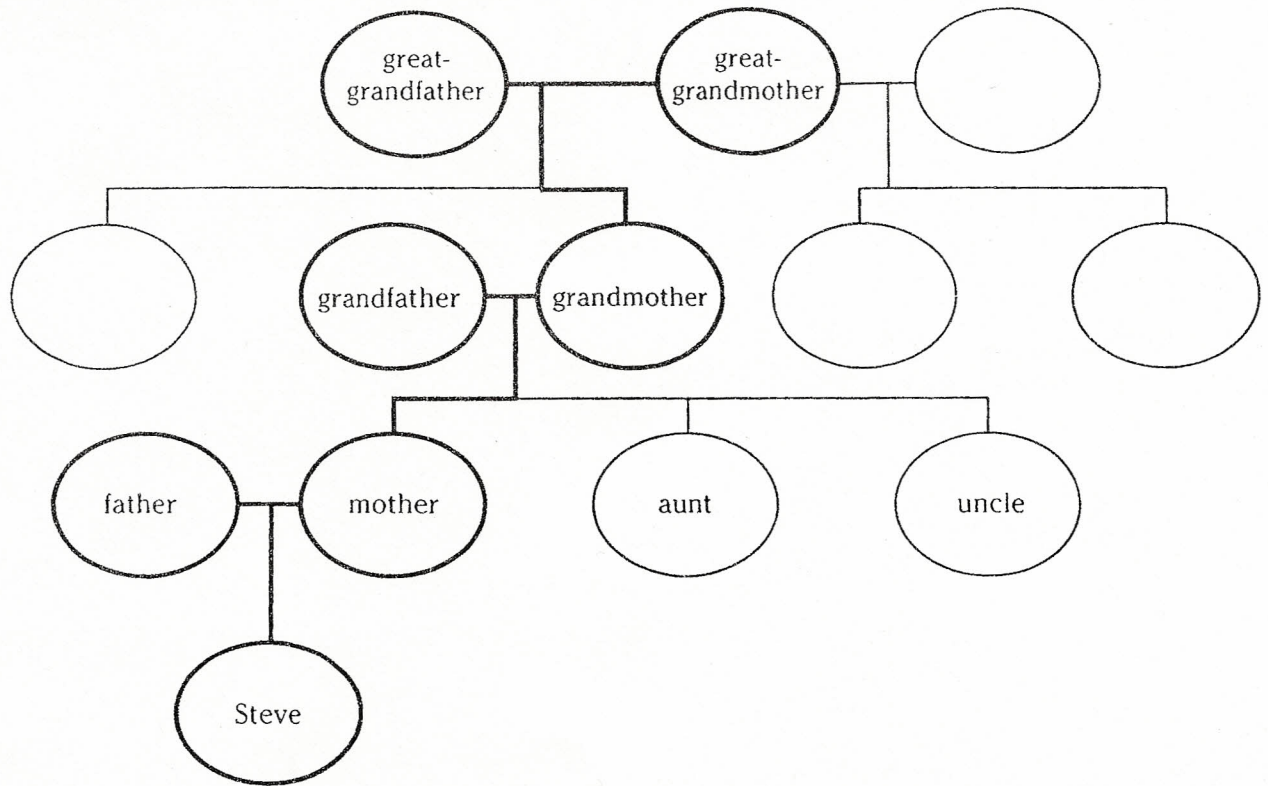 great-
grandfather
great-
grandmother
grandfather
grandmother
father
mother
aunt
uncle
Steve